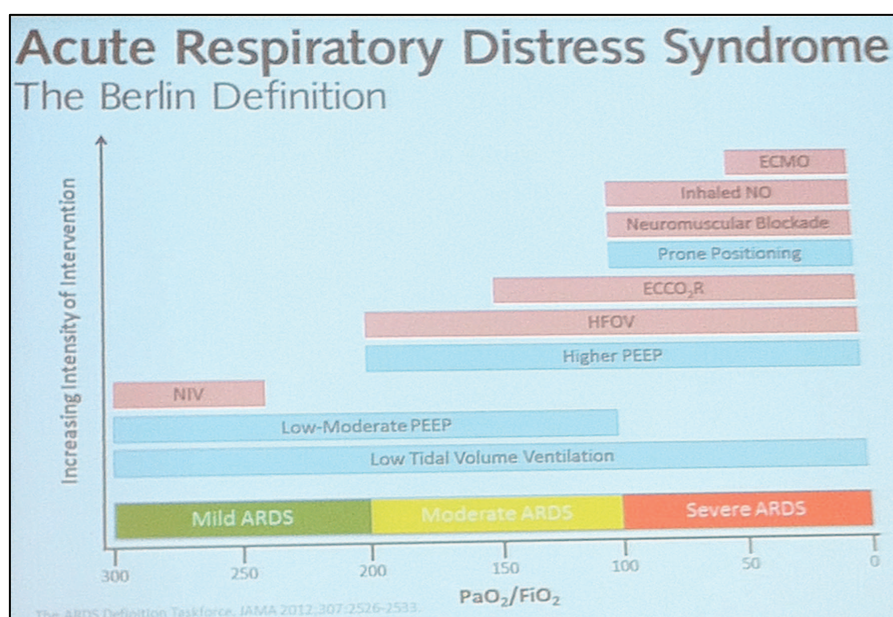 Acute Respiratory Distress Syndrome
The Berlin Definition
Increasing Intensity of Intervention
ECMO
Inhaled NO
Neuromuscular Blockade
Prone Positioning
ECCO₂R
HFOV
Higher PEEP
NIV
Low-Moderate PEEP
Low Tidal Volume Ventilation
Mild ARDS
Moderate ARDS
Severe ARDS
300
250
200
150
100
50
0
PaO₂/FiO₂
The ARDS Definition Taskforce. JAMA 2012;307:2526-2533.